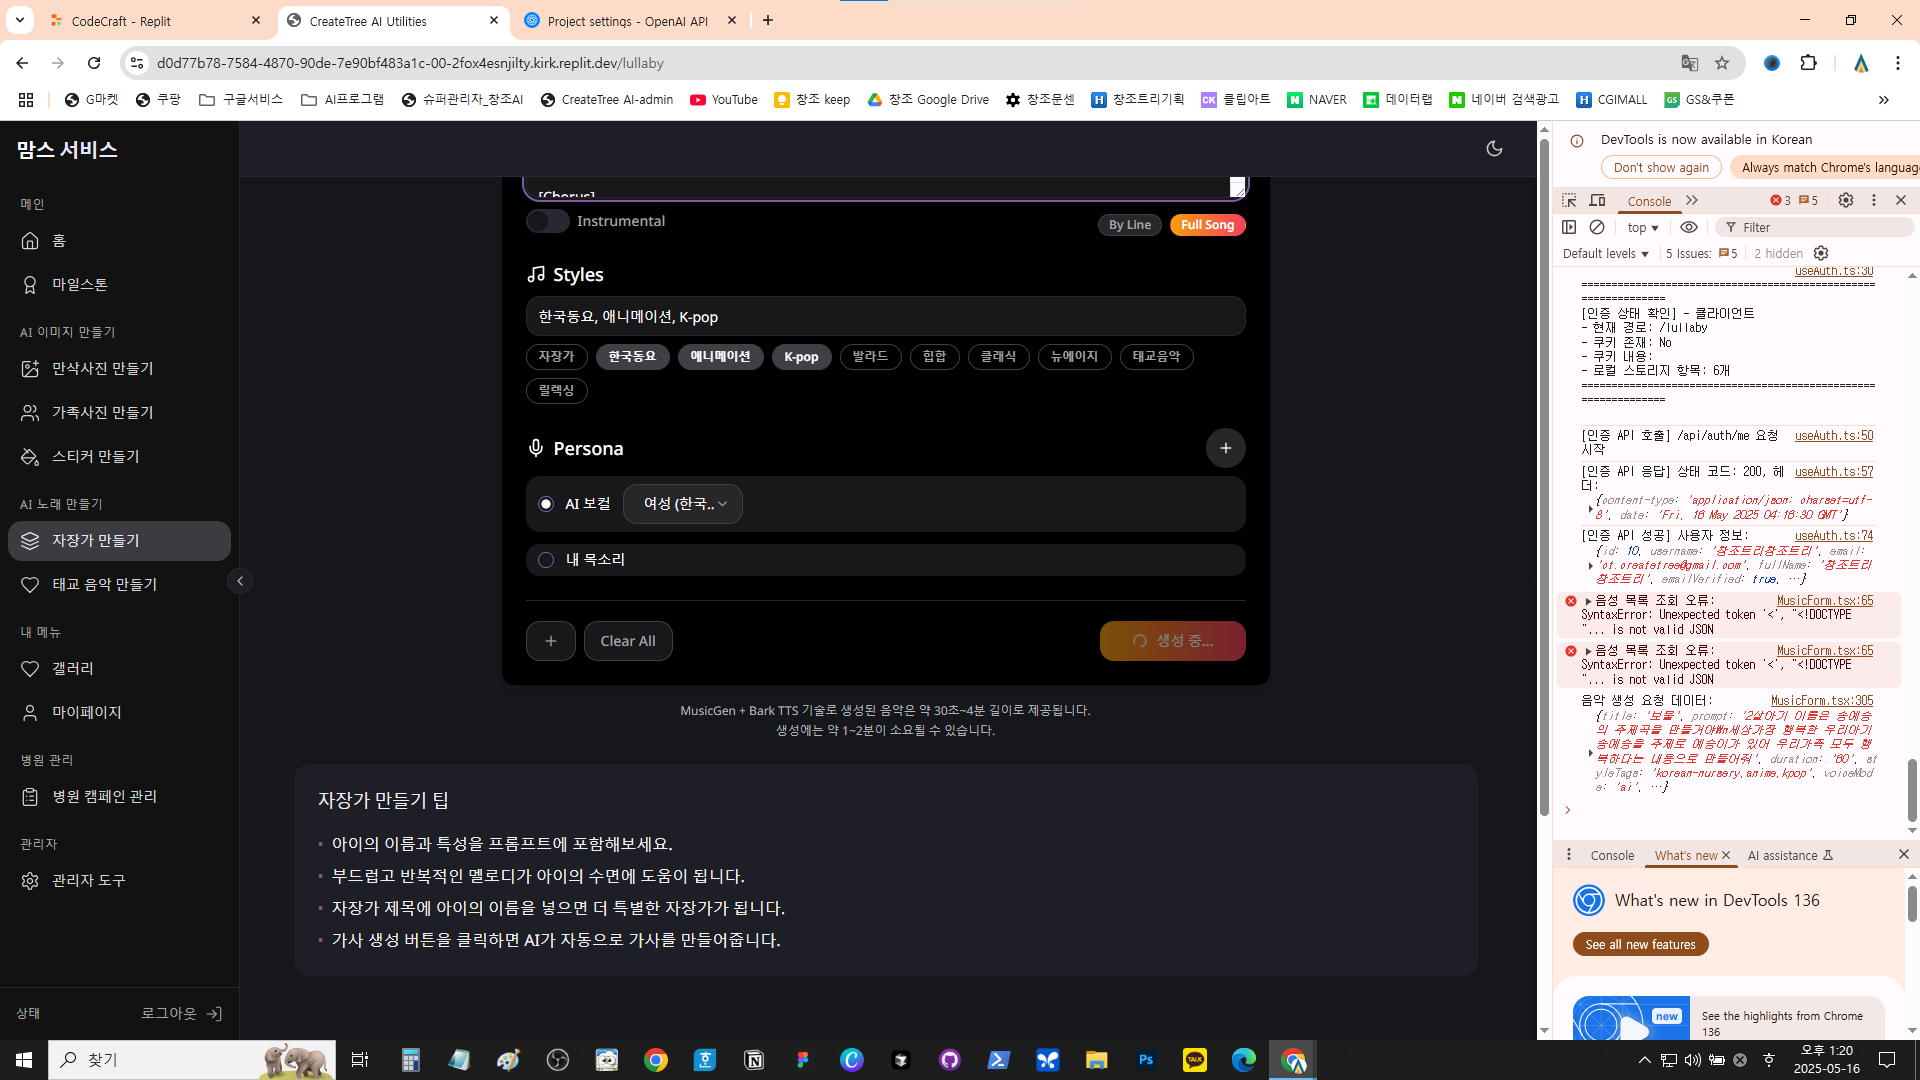 CodeCraft - Replit
CreateTree AI Utilities
Project settings - OpenAI API
d0d77b78-7584-4870-90de-7e90bf483a1c-00-2fox4esnjilty.kirk.replit.dev/lullaby
G마켓
쿠팡
구글서비스
AI프로그램
슈퍼관리자_창조AI
CreateTree AI-admin
YouTube
창조 keep
창조 Google Drive
창조문센
창조트리기획
클립아트
NAVER
데이터랩
네이버 검색광고
CGIMALL
GS&쿠폰
맘스 서비스
메인
홈
마일스톤
AI 이미지 만들기
만삭사진 만들기
가족사진 만들기
스티커 만들기
AI 노래 만들기
자장가 만들기
태교 음악 만들기
내 메뉴
갤러리
마이페이지
병원 관리
병원 캠페인 관리
관리자
관리자 도구
상태
로그아웃
[Chorus]
Instrumental
By Line
Full Song
Styles
한국동요, 애니메이션, K-pop
자장가
한국동요
애니메이션
K-pop
발라드
힙합
클래식
뉴에이지
태교음악
릴렉싱
Persona
AI 보컬
여성 (한국..
내 목소리
Clear All
생성 중...
MusicGen + Bark TTS 기술로 생성된 음악은 약 30초~4분 길이로 제공됩니다.
생성에는 약 1~2분이 소요될 수 있습니다.
자장가 만들기 팁
• 아이의 이름과 특성을 프롬프트에 포함해보세요.
• 부드럽고 반복적인 멜로디가 아이의 수면에 도움이 됩니다.
• 자장가 제목에 아이의 이름을 넣으면 더 특별한 자장가가 됩니다.
• 가사 생성 버튼을 클릭하면 AI가 자동으로 가사를 만들어줍니다.
DevTools is now available in Korean
Don't show again
Always match Chrome's language
Console
3
5
top
Filter
Default levels
5 Issues:
5
2 hidden
useAuth.ts:30
=================================================
==============
[인증 상태 확인] - 클라이언트
- 현재 경로: /lullaby
- 쿠키 존재: No
- 쿠키 내용:
- 로컬 스토리지 항목: 6개
=================================================
==============
[인증 API 호출] /api/auth/me 요청 useAuth.ts:50
시작
[인증 API 응답] 상태 코드: 200, 헤 useAuth.ts:57
더:
{content-type: 'application/json; charset=utf-
8', date: 'Fri, 16 May 2025 04:16:30 GMT'}
[인증 API 성공] 사용자 정보: useAuth.ts:74
{id: 10, username: '창조트리창조트리', email:
'ct.createtree@gmail.com', fullName: '창조트리
창조트리', emailVerified: true, …}
음성 목록 조회 오류: MusicForm.tsx:65
SyntaxError: Unexpected token '<', "<!DOCTYPE
"... is not valid JSON
음성 목록 조회 오류: MusicForm.tsx:65
SyntaxError: Unexpected token '<', "<!DOCTYPE
"... is not valid JSON
음악 생성 요청 데이터: MusicForm.tsx:305
{title: '보물', prompt: '2살아기 이름은 송예승
의 주제곡을 만들거야\n세상가장 행복한 우리아기
송예승을 주제로 예승이가 있어 우리가족 모두 행
복하다는 내용으로 만들어줘', duration: '60', st
yleTags: 'korean-nursery,anime,kpop', voiceMod
e: 'ai', …}
Console
What's new
AI assistance
What's new in DevTools 136
See all new features
new
See the highlights from Chrome
136
찾기
Ps
TALK
오후 1:20
2025-05-16